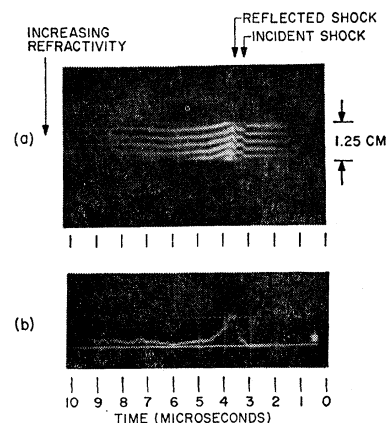 REFLECTED SHOCK
INCIDENT SHOCK
INCREASING
REFRACTIVITY
(a)
1.25 CM
(b)
10 9 8 7 6 5 4 3 2 1 0
TIME (MICROSECONDS)